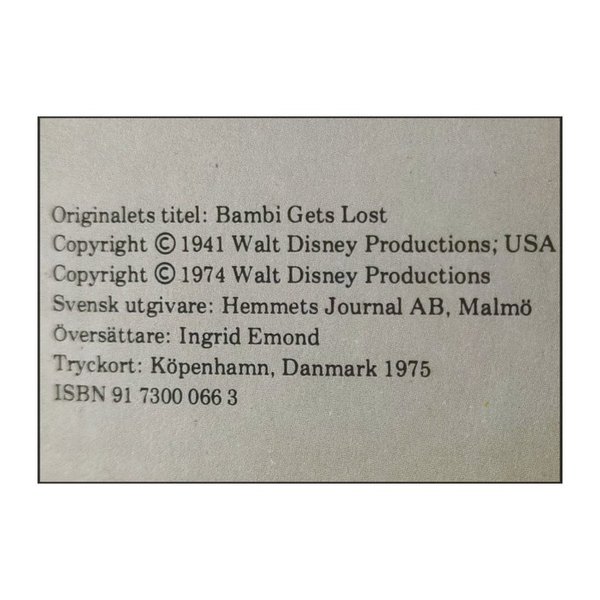 Originalets titel: Bambi Gets Lost
Copyright © 1941 Walt Disney Productions; USA
Copyright © 1974 Walt Disney Productions
Svensk utgivare: Hemmets Journal AB, Malmö
Översättare: Ingrid Emond
Tryckort: Köpenhamn, Danmark 1975
ISBN 91 7300 066 3